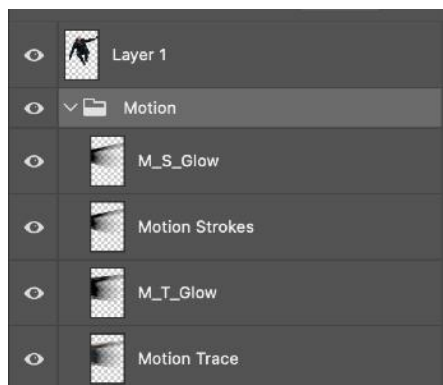 Layer 1
Motion
M_S_Glow
Motion Strokes
M_T_Glow
Motion Trace